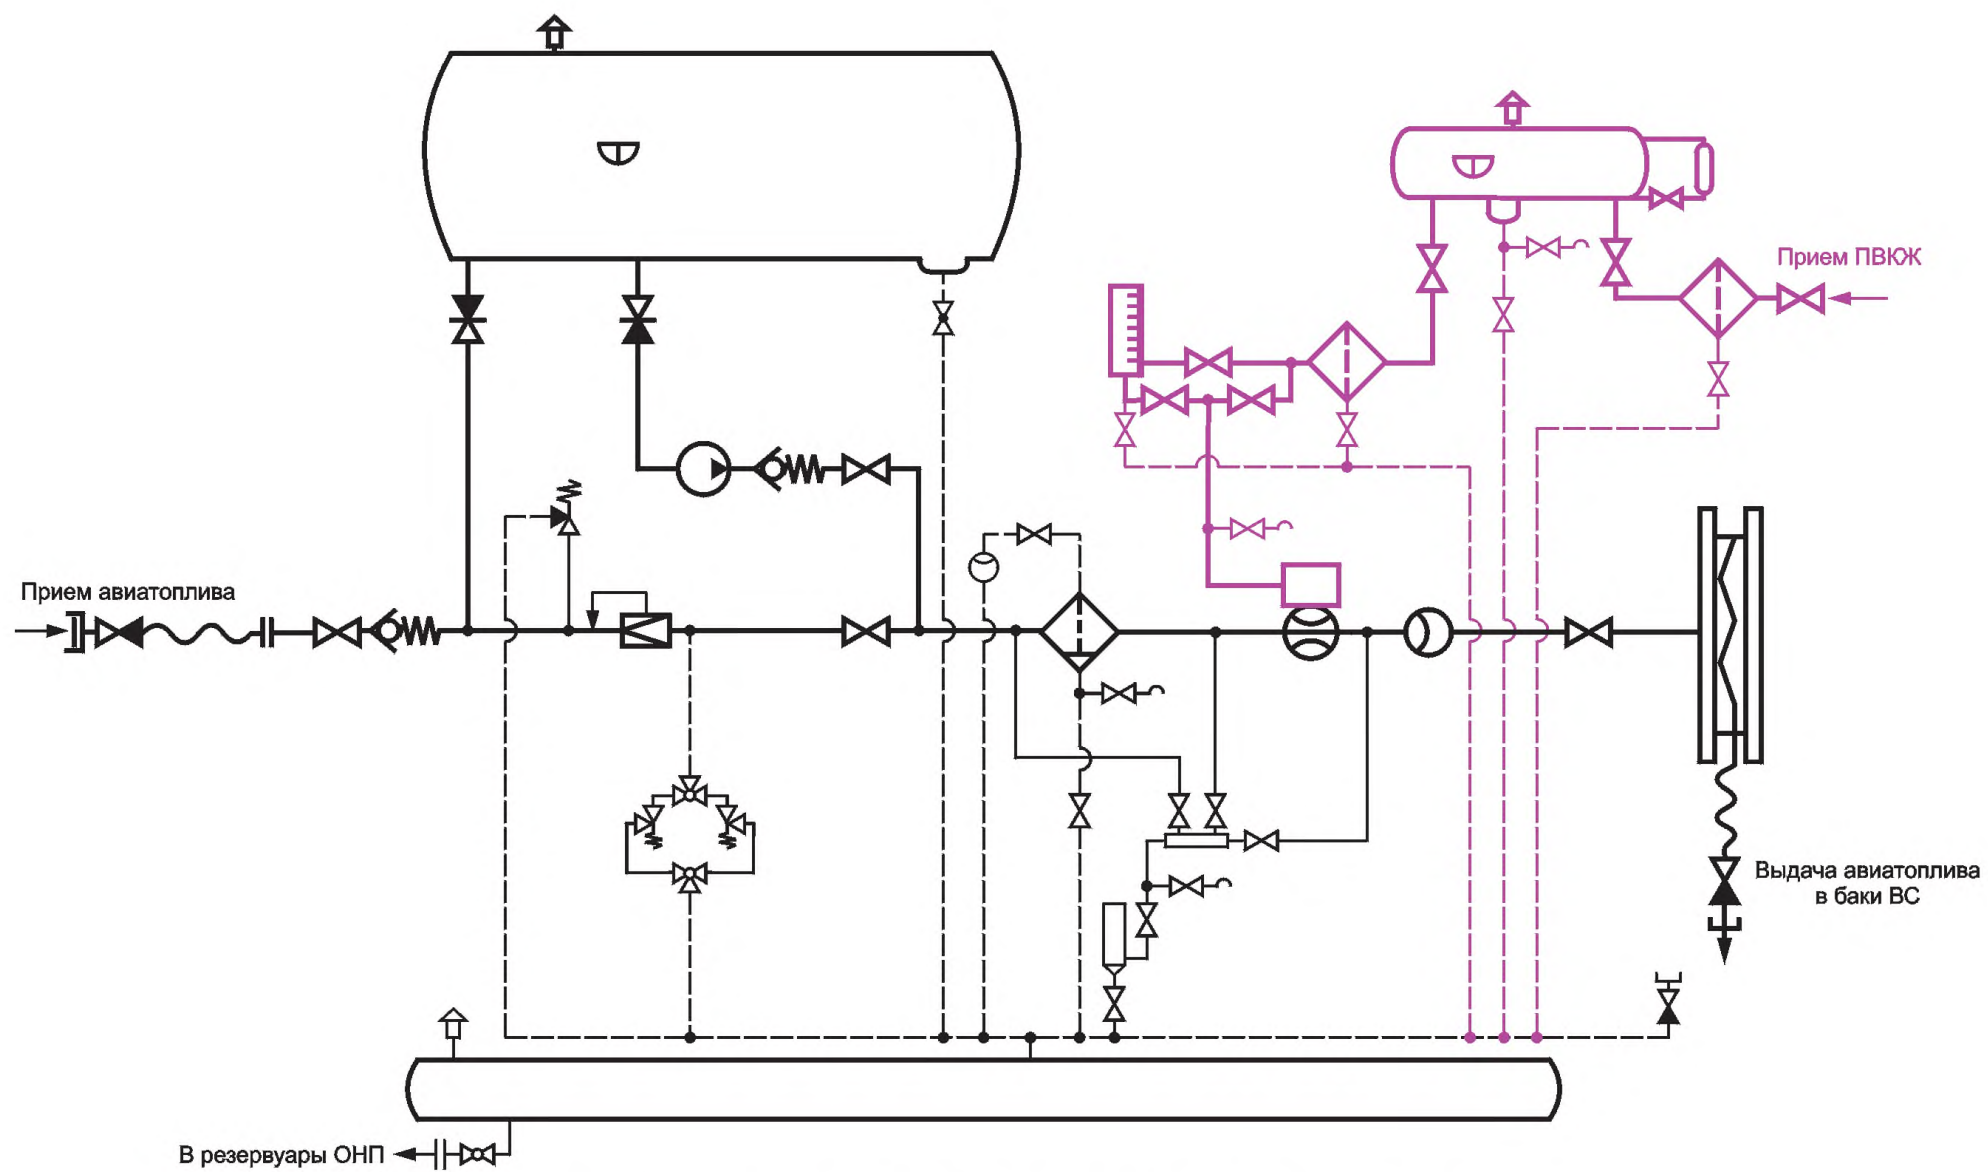 Прием ПВКЖ
Прием авиатоплива
Выдача авиатоплива
в баки ВС
В резервуары ОНП